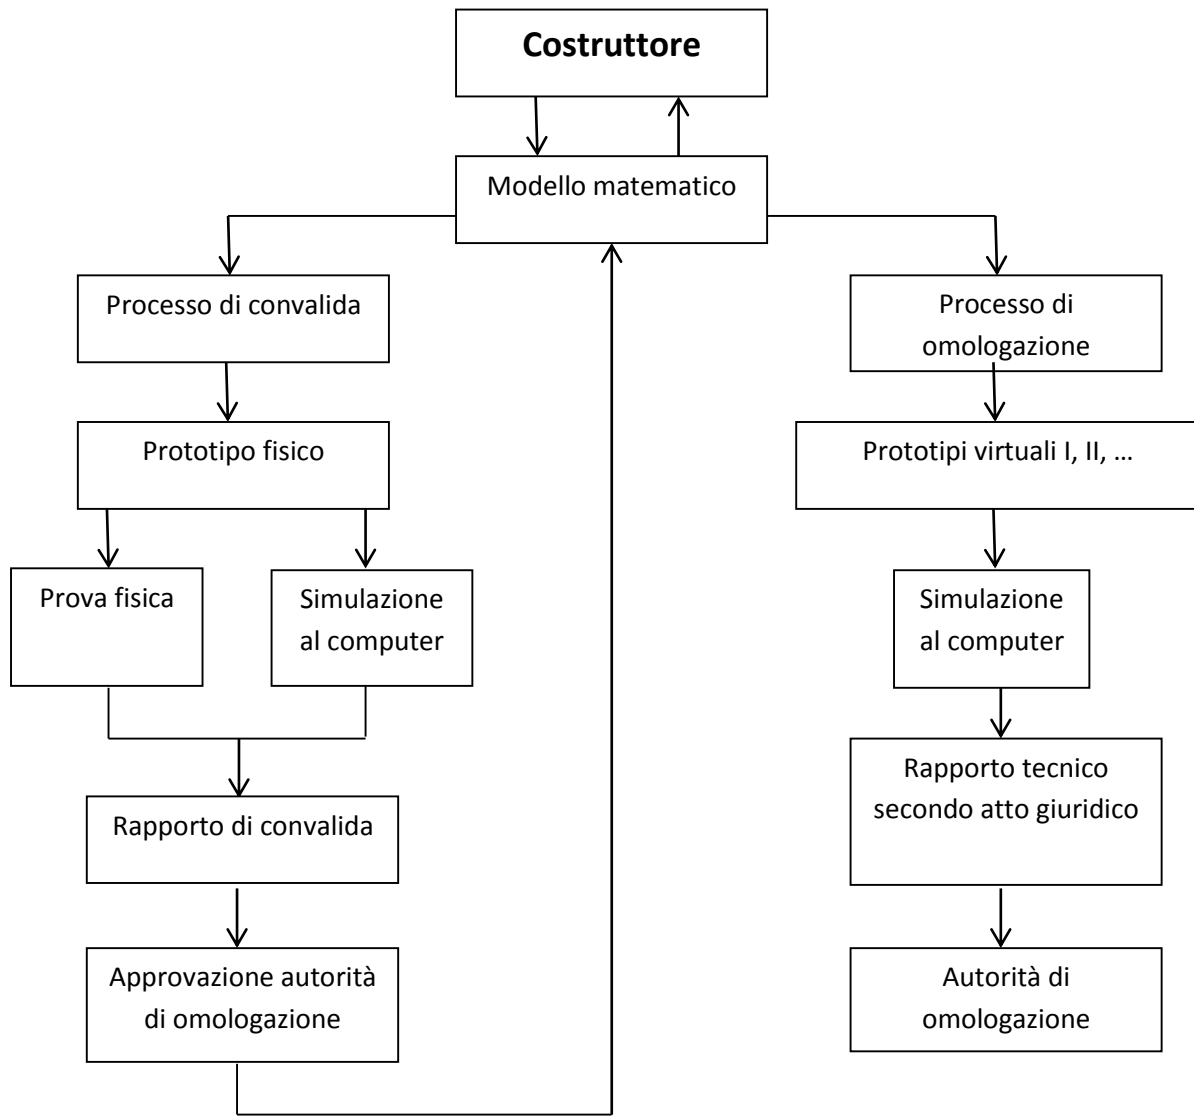 Costruttore
Modello matematico
Processo di convalida
Processo di
omologazione
Prototipo fisico
Prototipi virtuali I, II, ...
Prova fisica
Simulazione
al computer
Simulazione
al computer
Rapporto di convalida
Rapporto tecnico
secondo atto giuridico
Approvazione autorità
di omologazione
Autorità di
omologazione